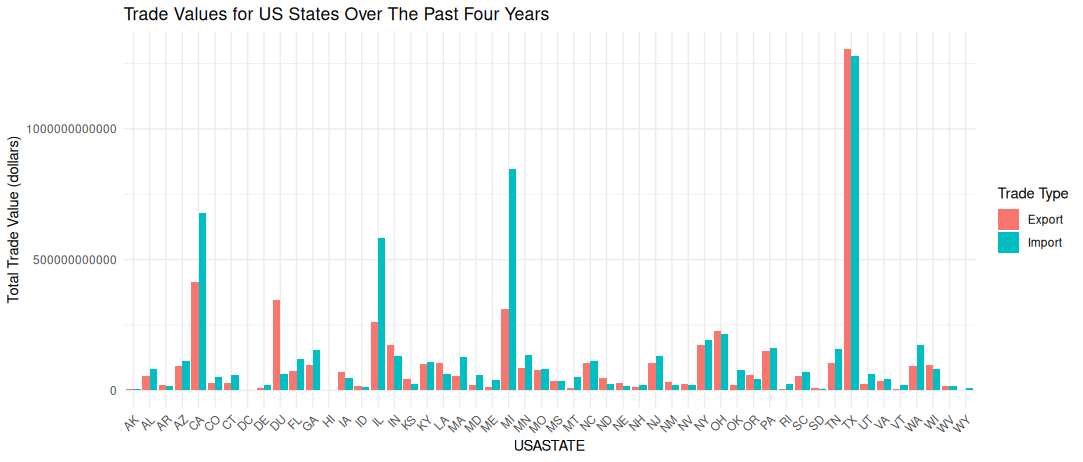 Trade Values for US States Over The Past Four Years
Total Trade Value (dollars)
1000000000000
500000000000
0
AK AL AR AZ CA CO CT DC DE DU FL GA HI IA ID IL IN KS KY LA MA MD ME MI MN MO MS MT NC ND NE NH NJ NM NV NY OH OK OR PA RI SC SD TN TX UT VA VT WA WI WV WY
USASTATE
Trade Type
Export
Import